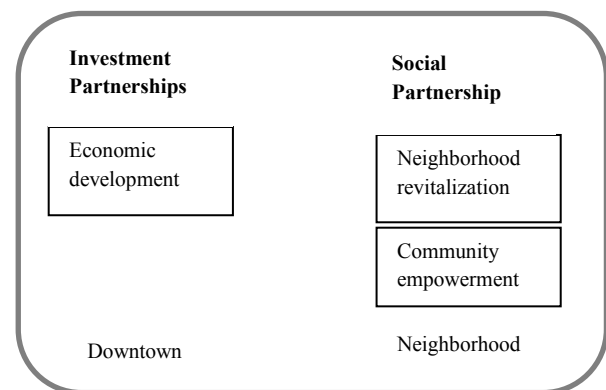 Investment
Partnerships
Economic
development
Downtown
Social
Partnership
Neighborhood
revitalization
Community
empowerment
Neighborhood